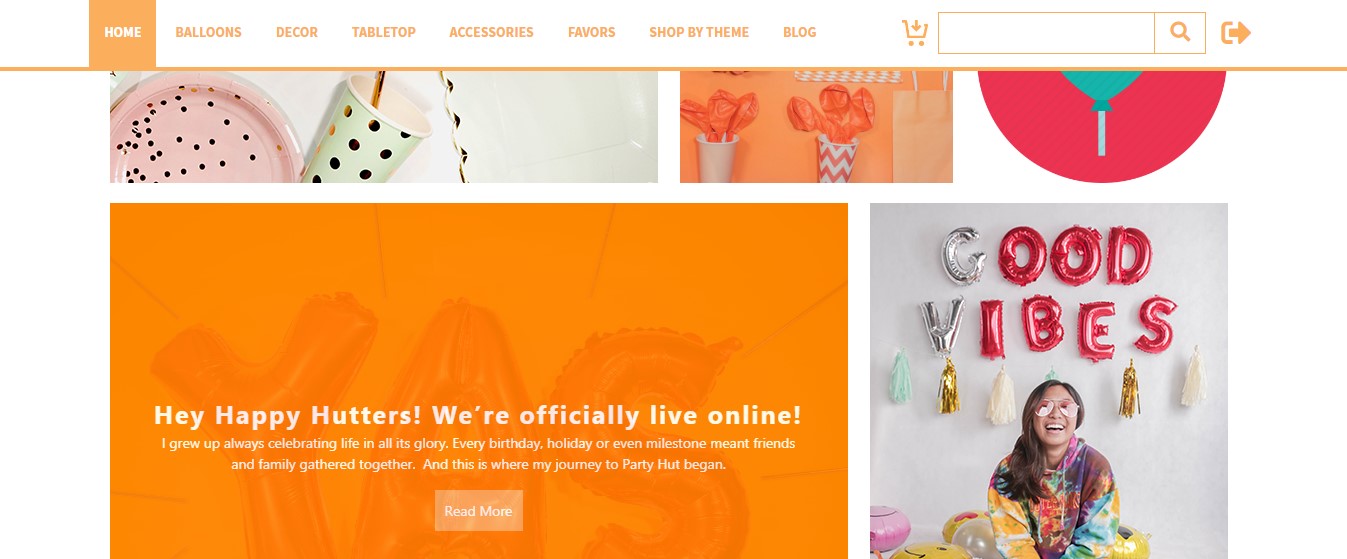 HOME BALLOONS DECOR TABLETOP ACCESSORIES FAVORS SHOP BY THEME BLOG
YAS
Hey Happy Hutters! We’re officially live online!
I grew up always celebrating life in all its glory. Every birthday, holiday or even milestone meant friends
and family gathered together.  And this is where my journey to Party Hut began.
Read More
GOOD
VIBES